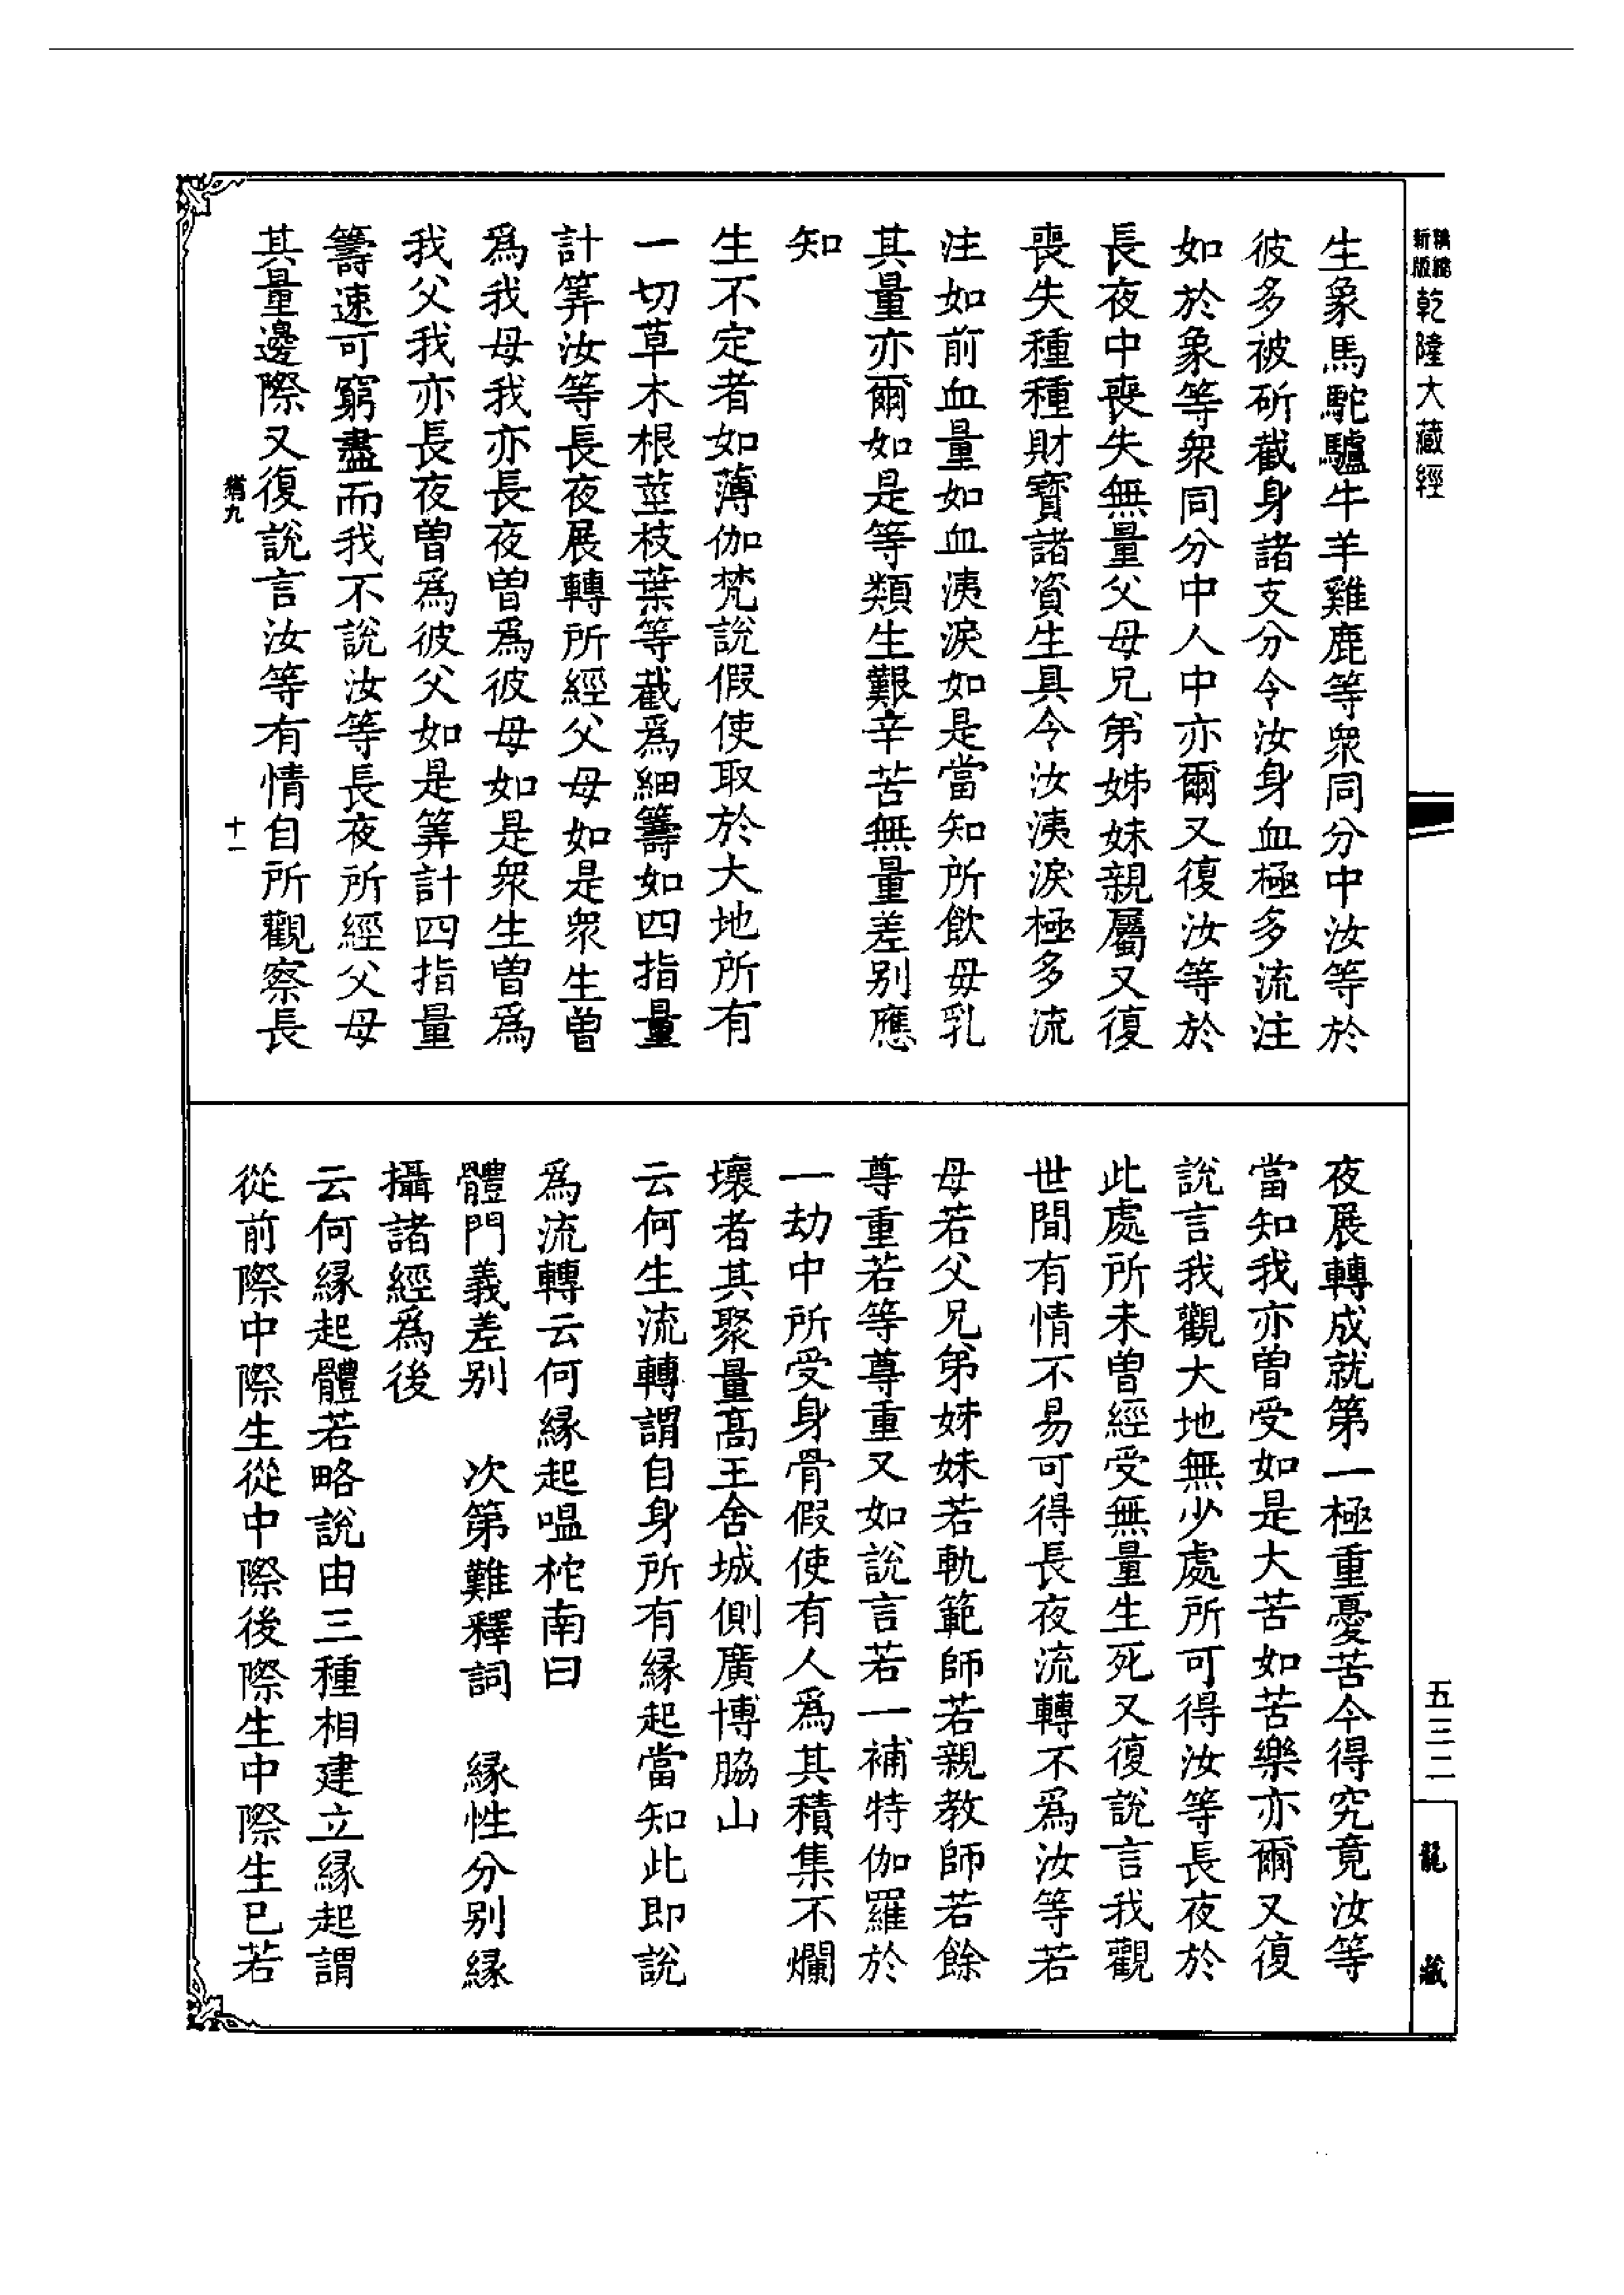 新版精縮乾隆大藏經
生象馬駝驢牛羊雞鹿等衆同分中汝等於
彼多被斫截身諸支分令汝身血極多流注
如於象等衆同分中人中亦爾又復汝等於
長夜中喪失無量父母兄弟姊妹親屬又復
喪失種種財寶諸資生具令汝洟淚極多流
注如前血量如血洟淚如是當知所飲母乳
其量亦爾如是等類生艱辛苦無量差别應
知
生不定者如薄伽梵說假使取於大地所有
一切草木根莖枝葉等截爲細籌如四指量
計筭汝等長夜展轉所經父母如是衆生曾
爲我母我亦長夜曾爲彼母如是衆生曾爲
我父我亦長夜曾爲彼父如是筭計四指量
籌速可窮盡而我不說汝等長夜所經父母
其量邊際又復說言汝等有情自所觀察長
猶九
十一
夜展轉成就第一極重憂苦今得究竟汝等
當知我亦曾受如是大苦如苦樂亦爾又復
說言我觀大地無少處所可得汝等長夜於
此處所未曾經受無量生死又復說言我觀
世間有情不易可得長夜流轉不爲汝等若
母若父兄弟姊妹若軌範師若親教師若餘
尊重若等尊重又如說言若一補特伽羅於
一劫中所受身骨假使有人爲其積集不爛
壞者其聚量高王舍城側廣博脇山
云何生流轉謂自身所有緣起當知此即說
爲流轉云何緣起嗢柁南曰
體門義差别　次第難釋詞　緣性分别緣
攝諸經爲後
云何緣起體若略說由三種相建立緣起謂
從前際中際生從中際後際生中際生已若
五三二
龍藏